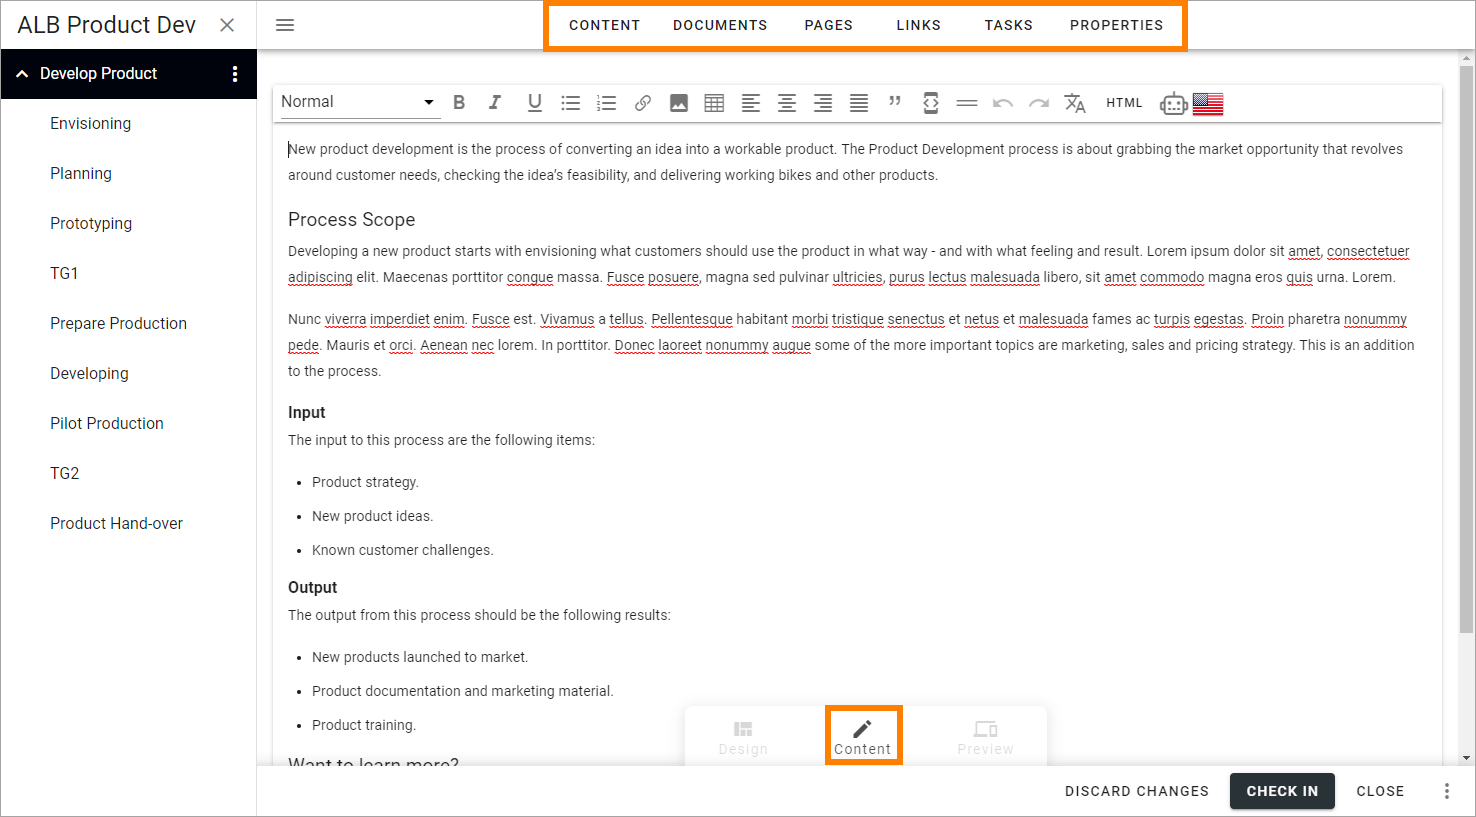 ALB Product Dev
CONTENT DOCUMENTS PAGES LINKS TASKS PROPERTIES
Develop Product
Envisioning
Planning
Prototyping
TG1
Prepare Production
Developing
Pilot Production
TG2
Product Hand-over
Normal B I U HTML
New product development is the process of converting an idea into a workable product. The Product Development process is about grabbing the market opportunity that revolves
around customer needs, checking the idea's feasibility, and delivering working bikes and other products.
Process Scope
Developing a new product starts with envisioning what customers should use the product in what way - and with what feeling and result. Lorem ipsum dolor sit amet, consectetuer
adipiscing elit. Maecenas porttitor congue massa. Fusce posuere, magna sed pulvinar ultricies, purus lectus malesuada libero, sit amet commodo magna eros quis urna. Lorem.
Nunc viverra imperdiet enim. Fusce est. Vivamus a tellus. Pellentesque habitant morbi tristique senectus et netus et malesuada fames ac turpis egestas. Proin pharetra nonummy
pede. Mauris et orci. Aenean nec lorem. In porttitor. Donec laoreet nonummy augue some of the more important topics are marketing, sales and pricing strategy. This is an addition
to the process.
Input
The input to this process are the following items:
• Product strategy.
• New product ideas.
• Known customer challenges.
Output
The output from this process should be the following results:
• New products launched to market.
• Product documentation and marketing material.
• Product training.
Want to learn more?
Design Content Preview
DISCARD CHANGES CHECK IN CLOSE